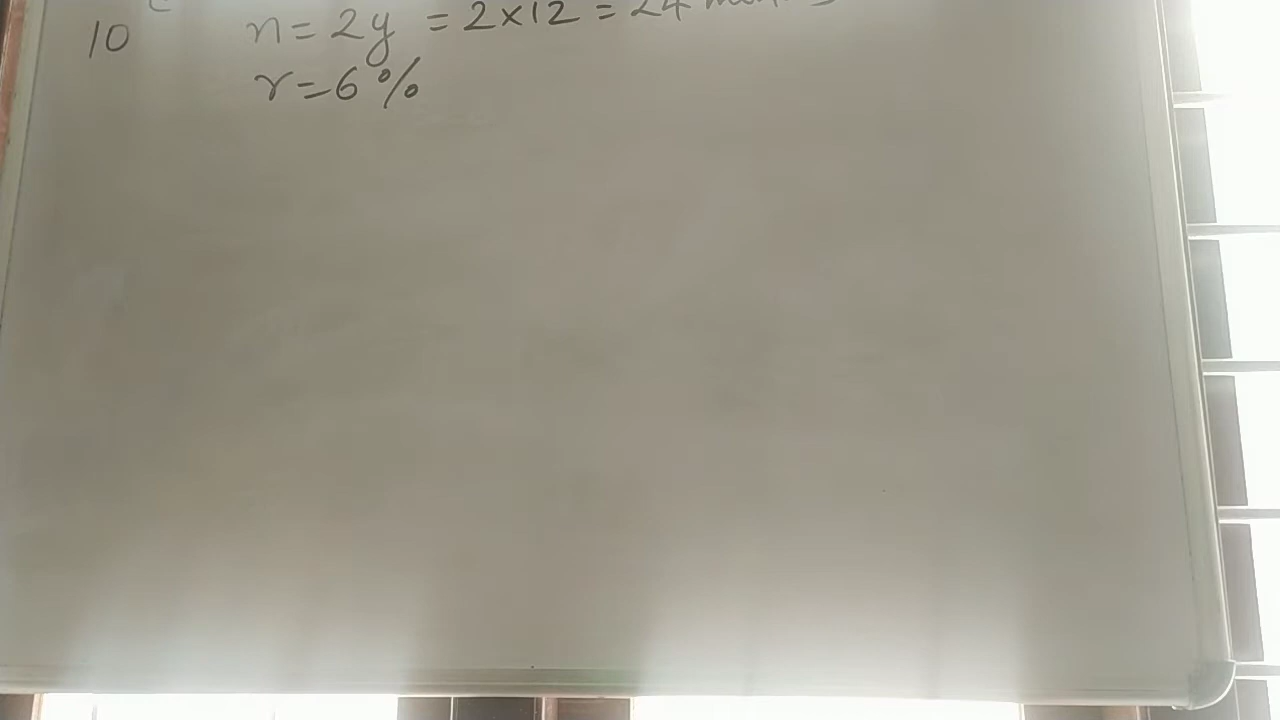 10 n = 2y = 2×12 = 24
r = 6%